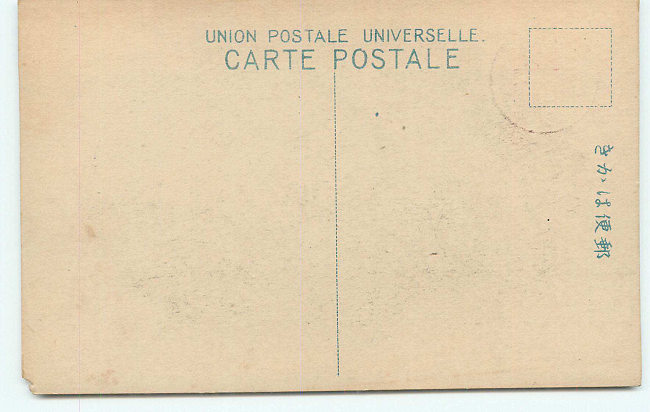 UNION POSTALE UNIVERSELLE.
CARTE POSTALE
郵便はかき